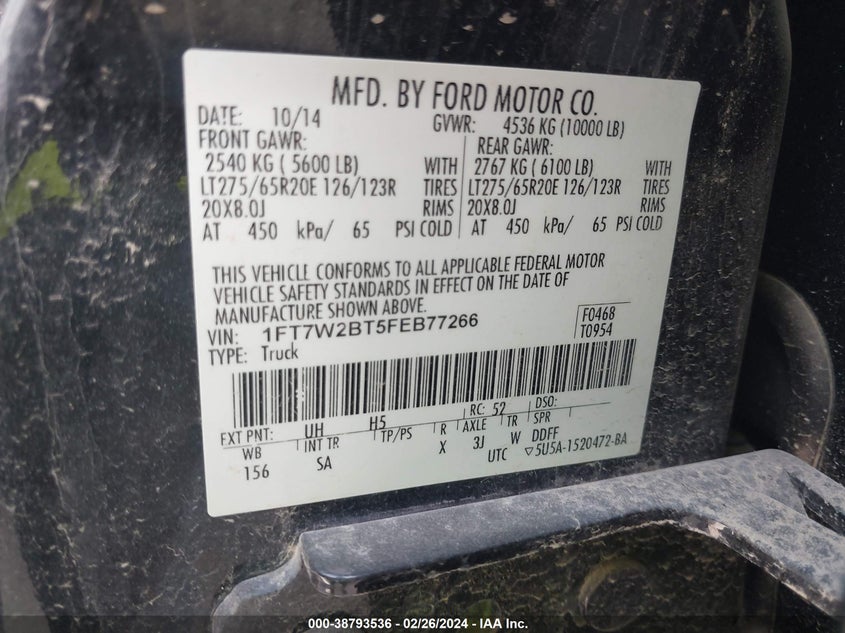 MFD. BY FORD MOTOR CO.
DATE: 10/14 GVWR: 4536 KG (10000 LB)
FRONT GAWR: REAR GAWR:
2540 KG ( 5600 LB) WITH 2767 KG ( 6100 LB) WITH
LT275/65R20E 126/123R TIRES LT275/65R20E 126/123R TIRES
20X8.0J RIMS 20X8.0J RIMS
AT 450 kPa/ 65 PSI COLD AT 450 kPa/ 65 PSI COLD
THIS VEHICLE CONFORMS TO ALL APPLICABLE FEDERAL MOTOR
VEHICLE SAFETY STANDARDS IN EFFECT ON THE DATE OF
MANUFACTURE SHOWN ABOVE.
VIN: 1FT7W2BT5FEB77266 F0468
TYPE: Truck T0954
EXT PNT: UH H5 RC: 52 DSO:
WB INT TR TP/PS R AXLE TR SPR
156 SA X 3J W DDFF
UTC ▽5U5A-1520472-BA
000-38793536 - 02/26/2024 - IAA Inc.